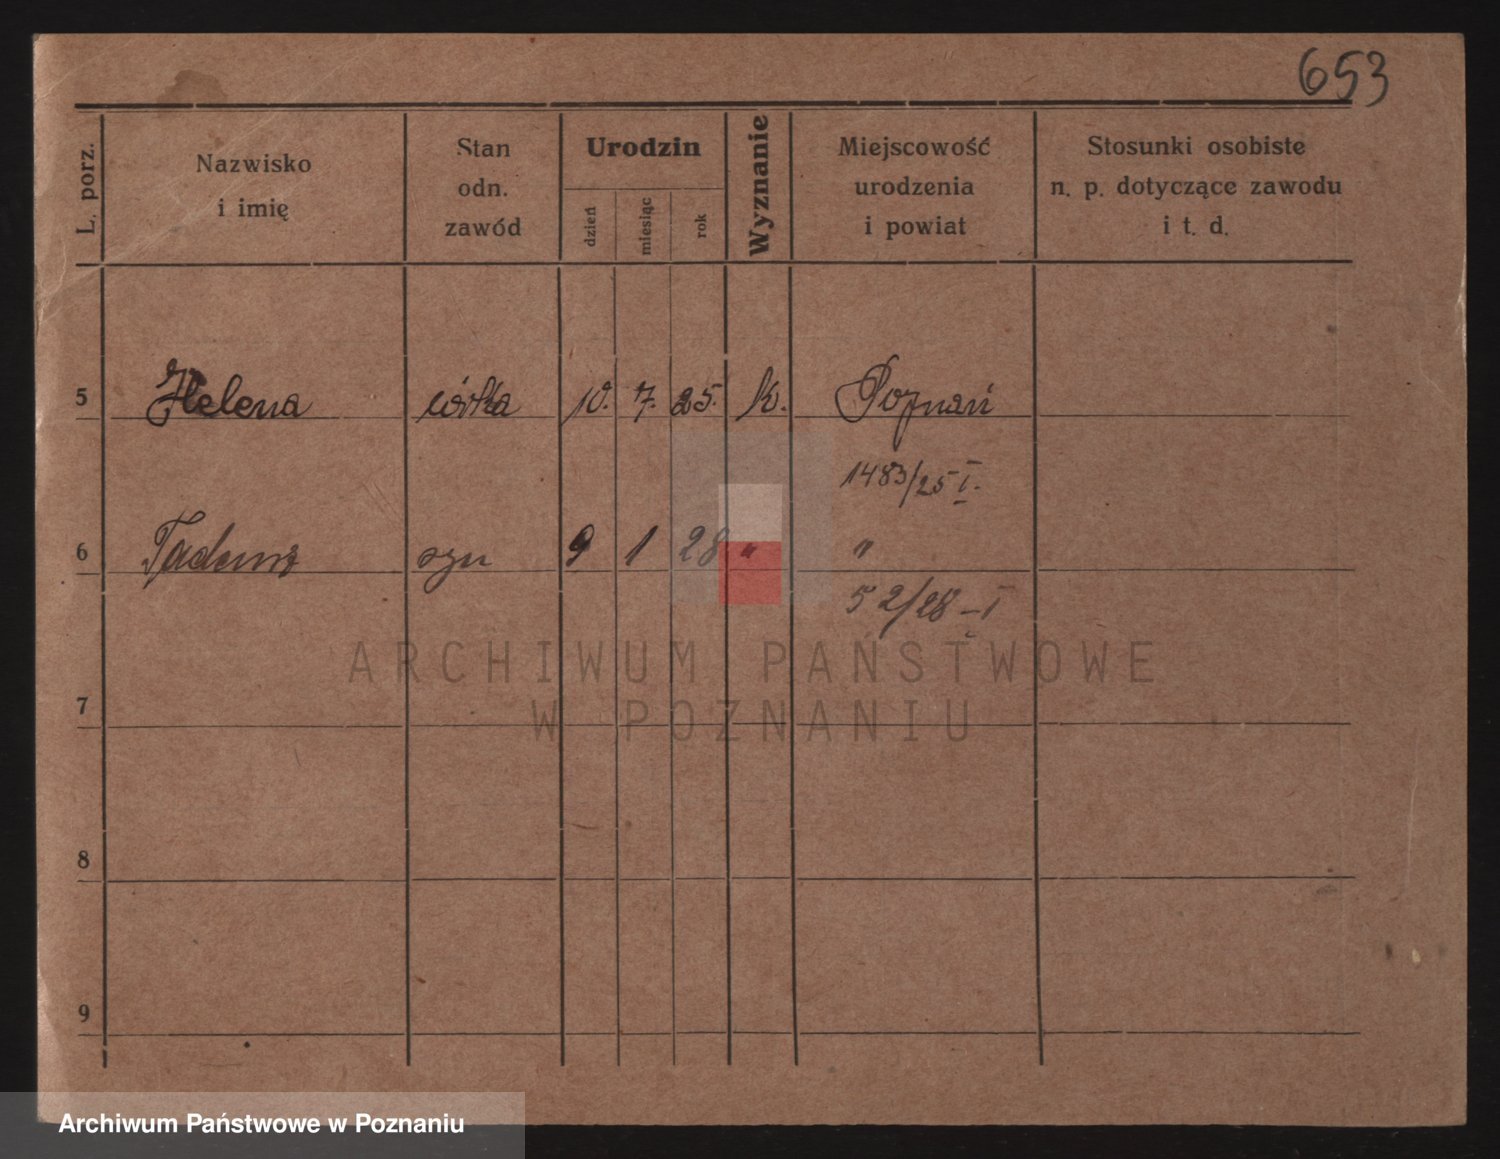 653
L. porz.
Nazwisko
i imię
Stan
odn.
zawód
Urodzin
dzień
miesiąc
rok
Wyznanie
Miejscowość
urodzenia
i powiat
Stosunki osobiste
n. p. dotyczące zawodu
i t. d.
5 Helena córka 10. 7. 25. k. Poznań
1483/25 I.
6 Tadeusz syn 9 1 28 " "
52/28 - I
ARCHIWUM PAŃSTWOWE
W POZNANIU
7
8
9
Archiwum Państwowe w Poznaniu